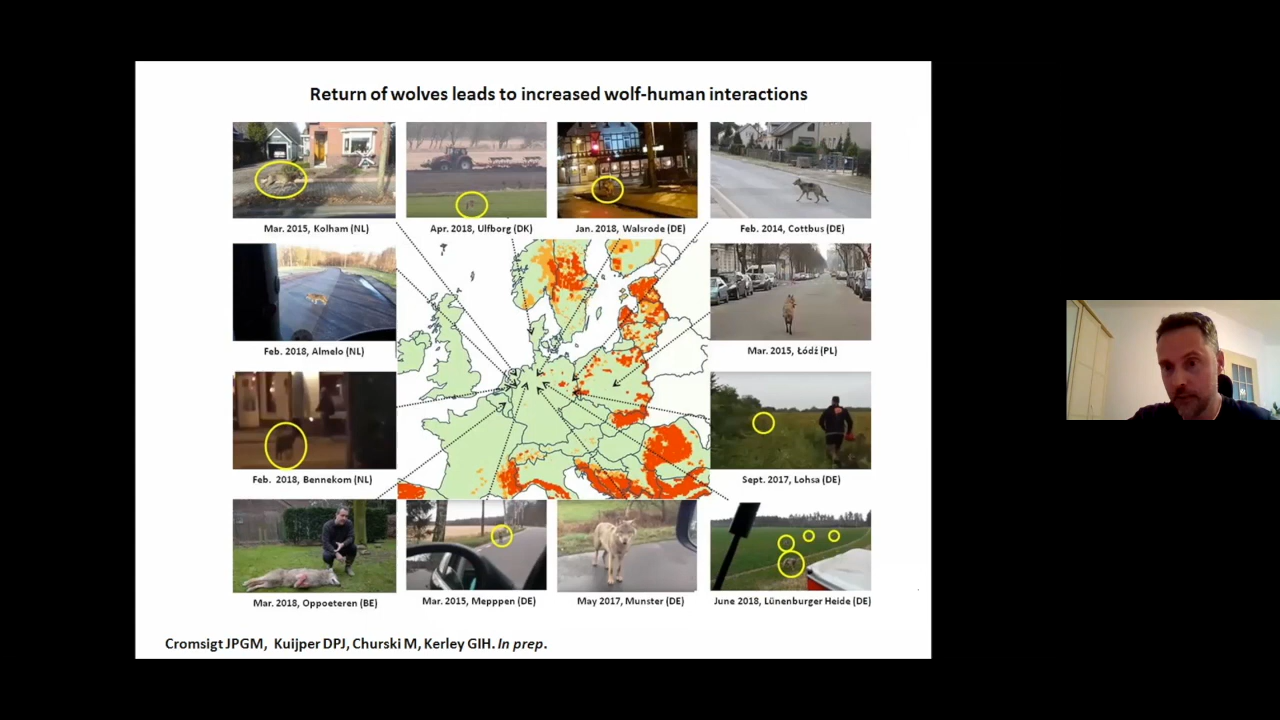 Return of wolves leads to increased wolf-human interactions
Mar. 2015, Kolham (NL)
Apr. 2018, Ulfborg (DK)
Jan. 2018, Walsrode (DE)
Feb. 2014, Cottbus (DE)
Feb. 2018, Almelo (NL)
Mar. 2015, Łódź (PL)
Feb. 2018, Bennekom (NL)
Sept. 2017, Lohsa (DE)
Mar. 2018, Oppoeteren (BE)
Mar. 2015, Mepppen (DE)
May 2017, Munster (DE)
June 2018, Lünenburger Heide (DE)
Cromsigt JPGM, Kuijper DPJ, Churski M, Kerley GIH. In prep.